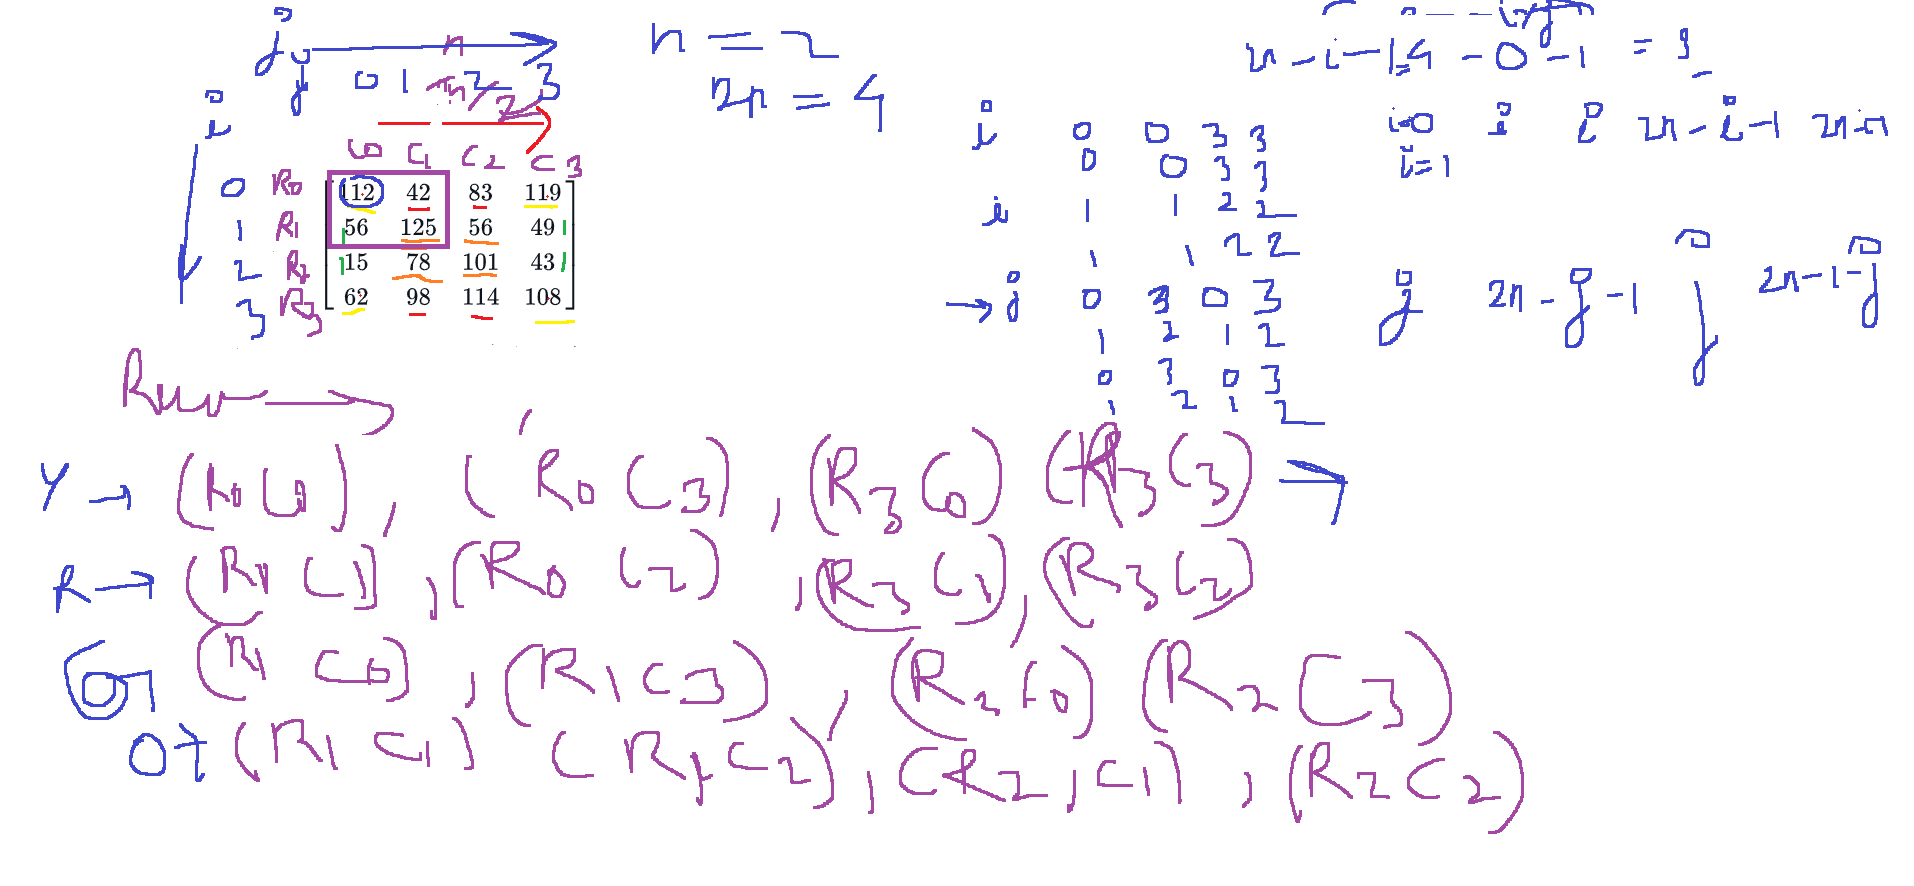 j
n = 2
n - i - 1 = 4 - 0 - 1 = 3
j 0 1 2 3
n/2
2n = 4
i
i 0 0 3 3
i=0 i i 2n-i-1
C0 C1 C2 C3
0 0 3 3
i=1
0 R0 112 42 83 119
i 1 1 2 2
1 R1 56 125 56 49
1 1 2 2
2 R2 15 78 101 43
3 R3 62 98 114 108
→ j 0 3 0 3
j 2n-j-1 j 2n-1-j
1 2 1 2
0 3 0 3
1 2 1 2
Y → (R0 C0), (R0 C3), (R3 C0) (R3 C3) →
R → (R1 C1), (R0 C2), (R3 C1), (R3 C2)
(R1 C0), (R1 C3), (R2 C0) (R2 C3)
(R1 C1) (R1 C2), (R2, C1), (R2 C2)